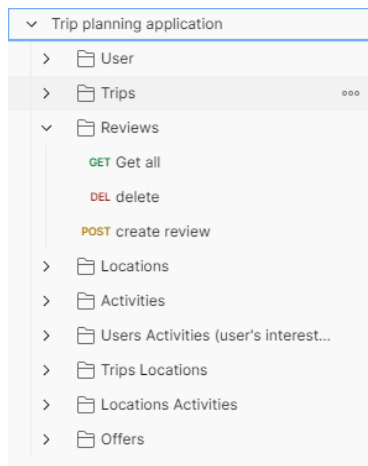 Trip planning application
User
Trips
Reviews
GET Get all
DEL delete
POST create review
Locations
Activities
Users Activities (user's interest...
Trips Locations
Locations Activities
Offers